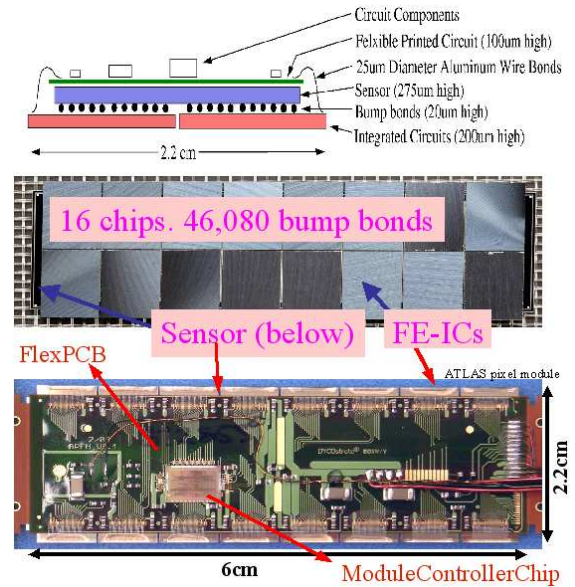 Circuit Components
Felxible Printed Circuit (100um high)
25um Diameter Aluminum Wire Bonds
Sensor (275um high)
Bump bonds (20um high)
Integrated Circuits (200um high)
2.2 cm
16 chips. 46,080 bump bonds
Sensor (below)
FE-ICs
FlexPCB
ATLAS pixel module
2.2cm
6cm
ModuleControllerChip